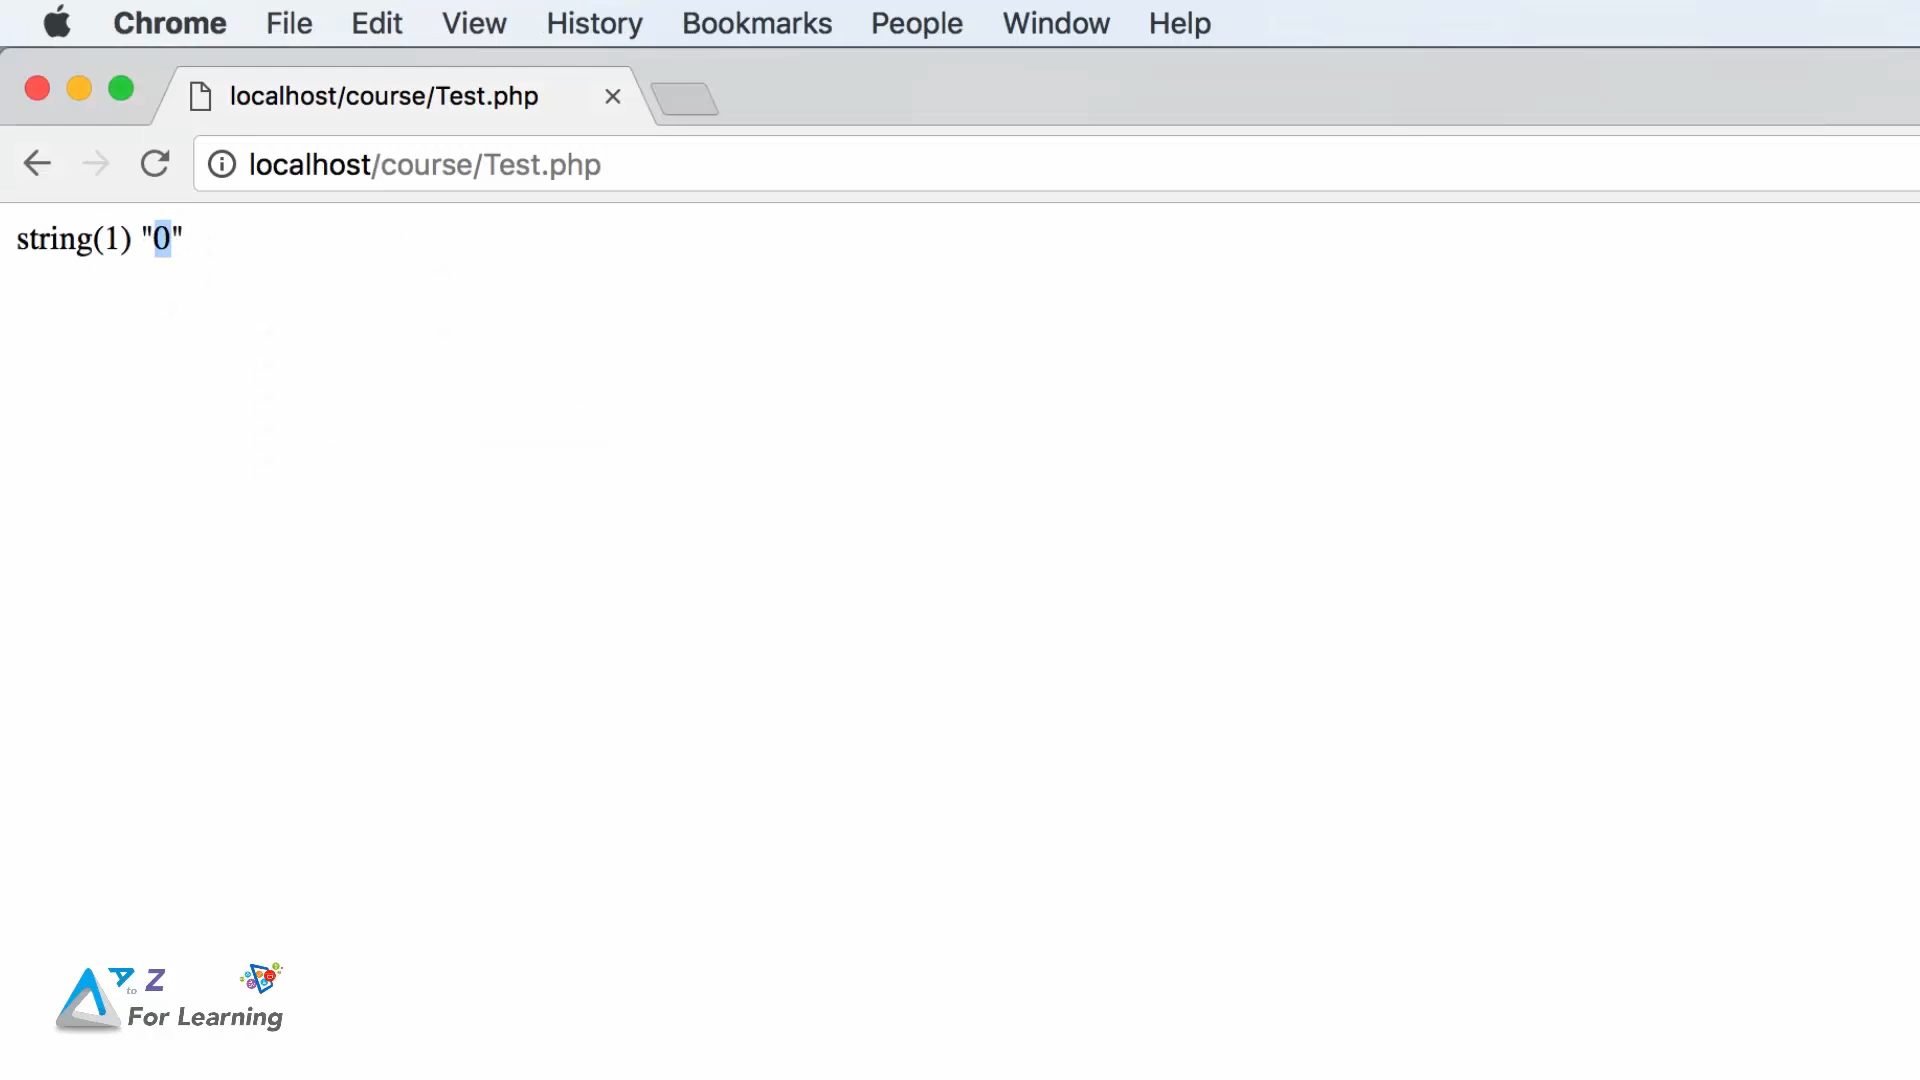 Chrome File Edit View History Bookmarks People Window Help
localhost/course/Test.php
localhost/course/Test.php
string(1) "0"
A to Z
For Learning